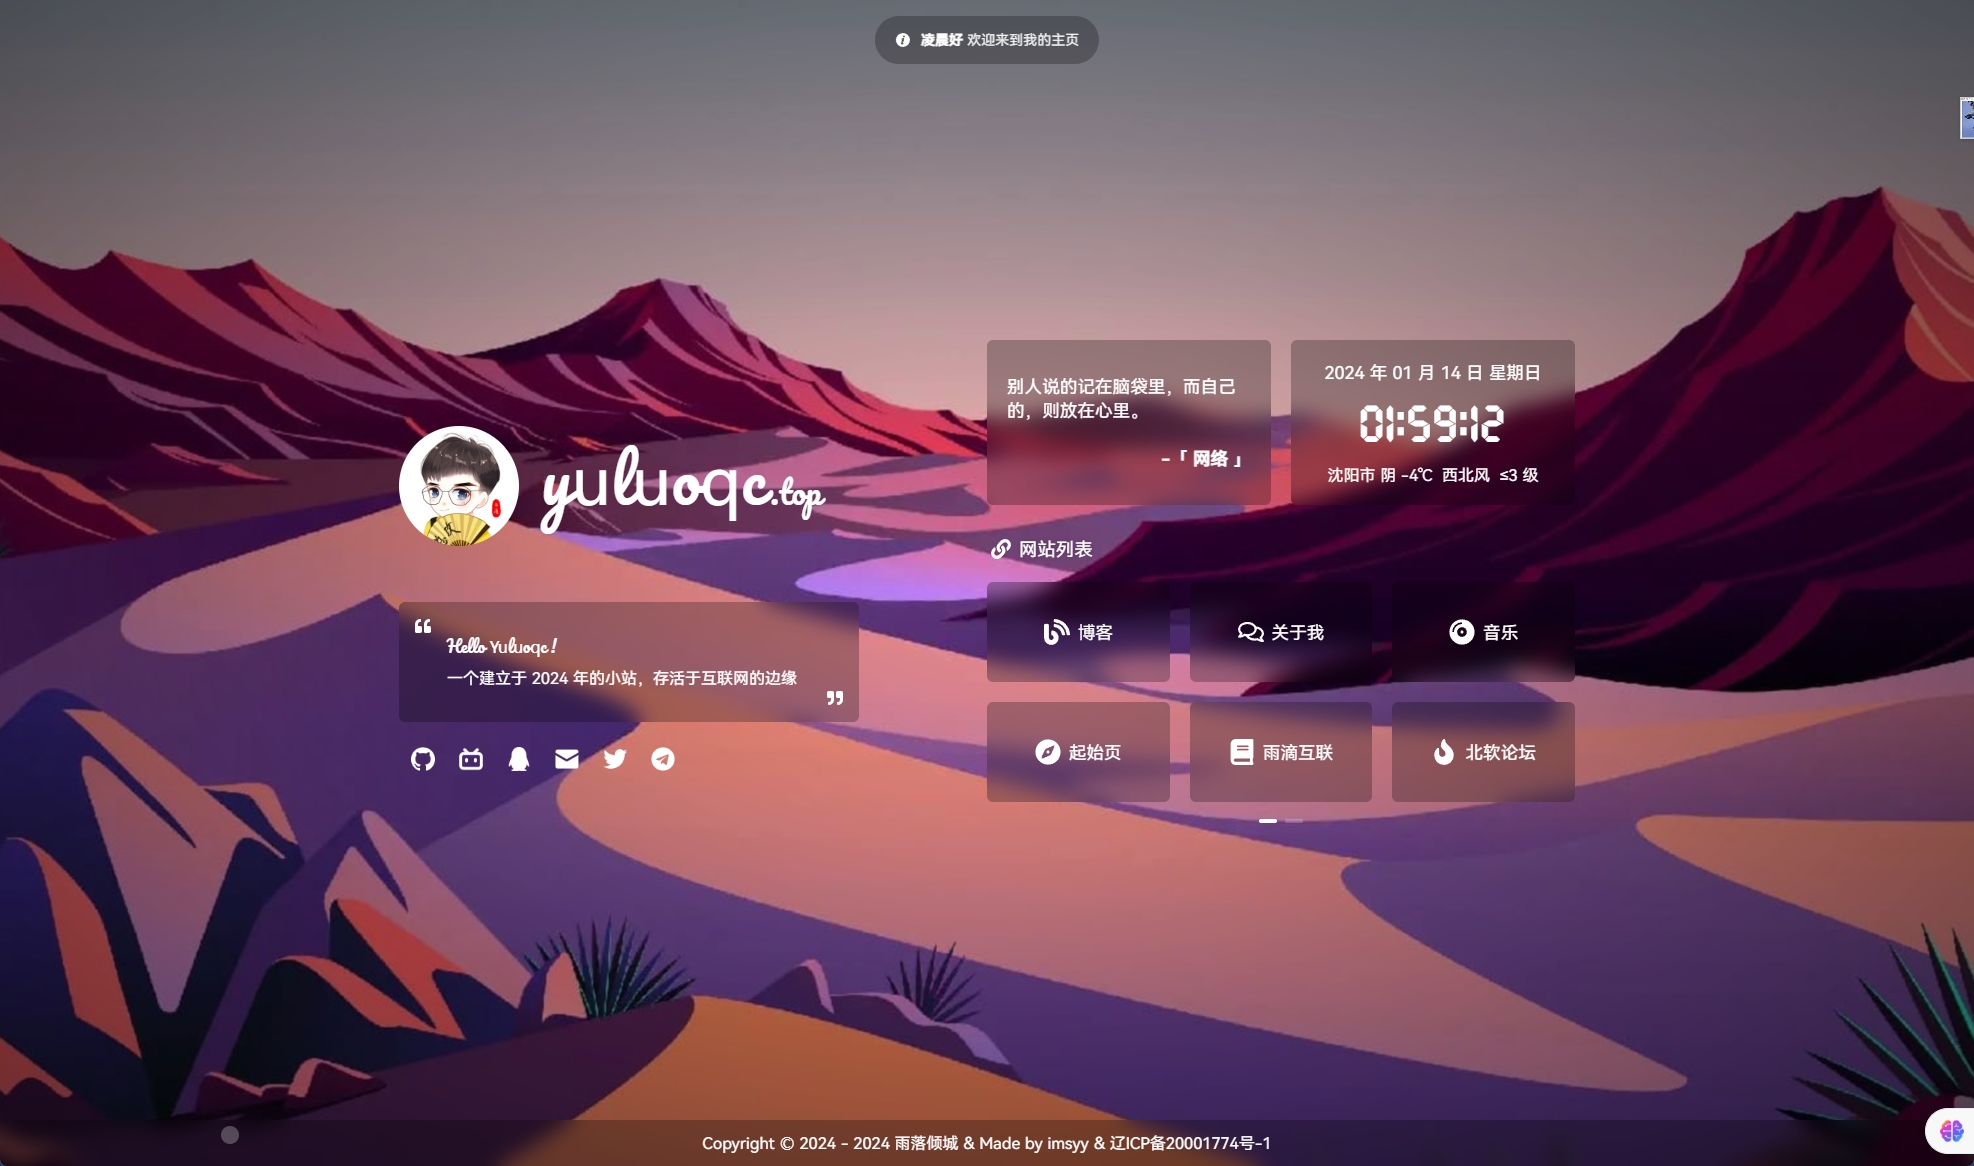 凌晨好 欢迎来到我的主页
yuluoqc.top
Hello Yuluoqc !
一个建立于 2024 年的小站，存活于互联网的边缘
别人说的记在脑袋里，而自己
的，则放在心里。
-「 网络 」
2024 年 01 月 14 日 星期日
01:59:12
沈阳市 阴 -4℃ 西北风 ≤3 级
网站列表
博客
关于我
音乐
起始页
雨滴互联
北软论坛
Copyright © 2024 - 2024 雨落倾城 & Made by imsyy & 辽ICP备20001774号-1